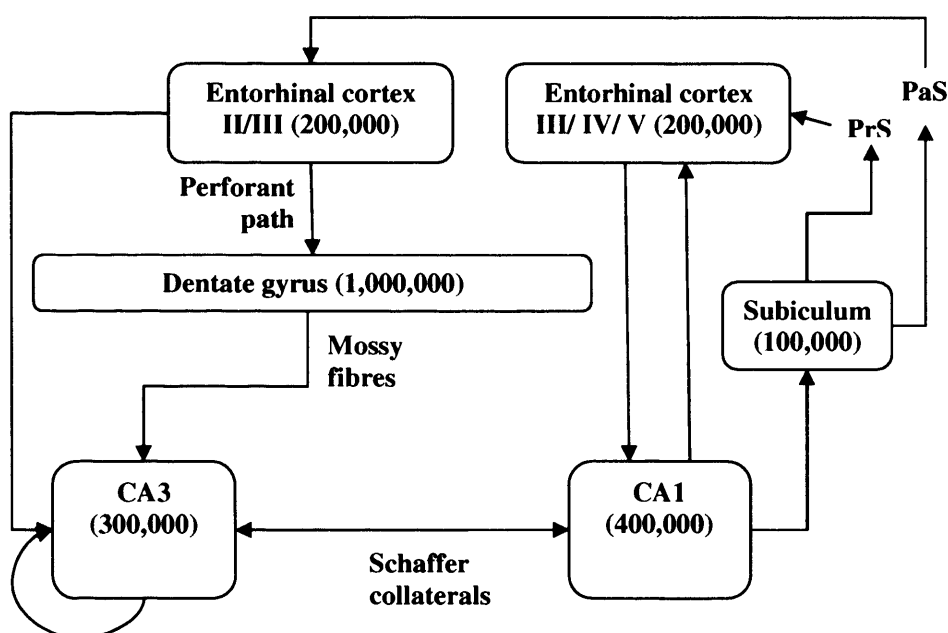 Entorhinal cortex
II/III (200,000)
Entorhinal cortex
III/ IV/ V (200,000)
PaS
PrS
Perforant
path
Dentate gyrus (1,000,000)
Subiculum
(100,000)
Mossy
fibres
CA3
(300,000)
CA1
(400,000)
Schaffer
collaterals